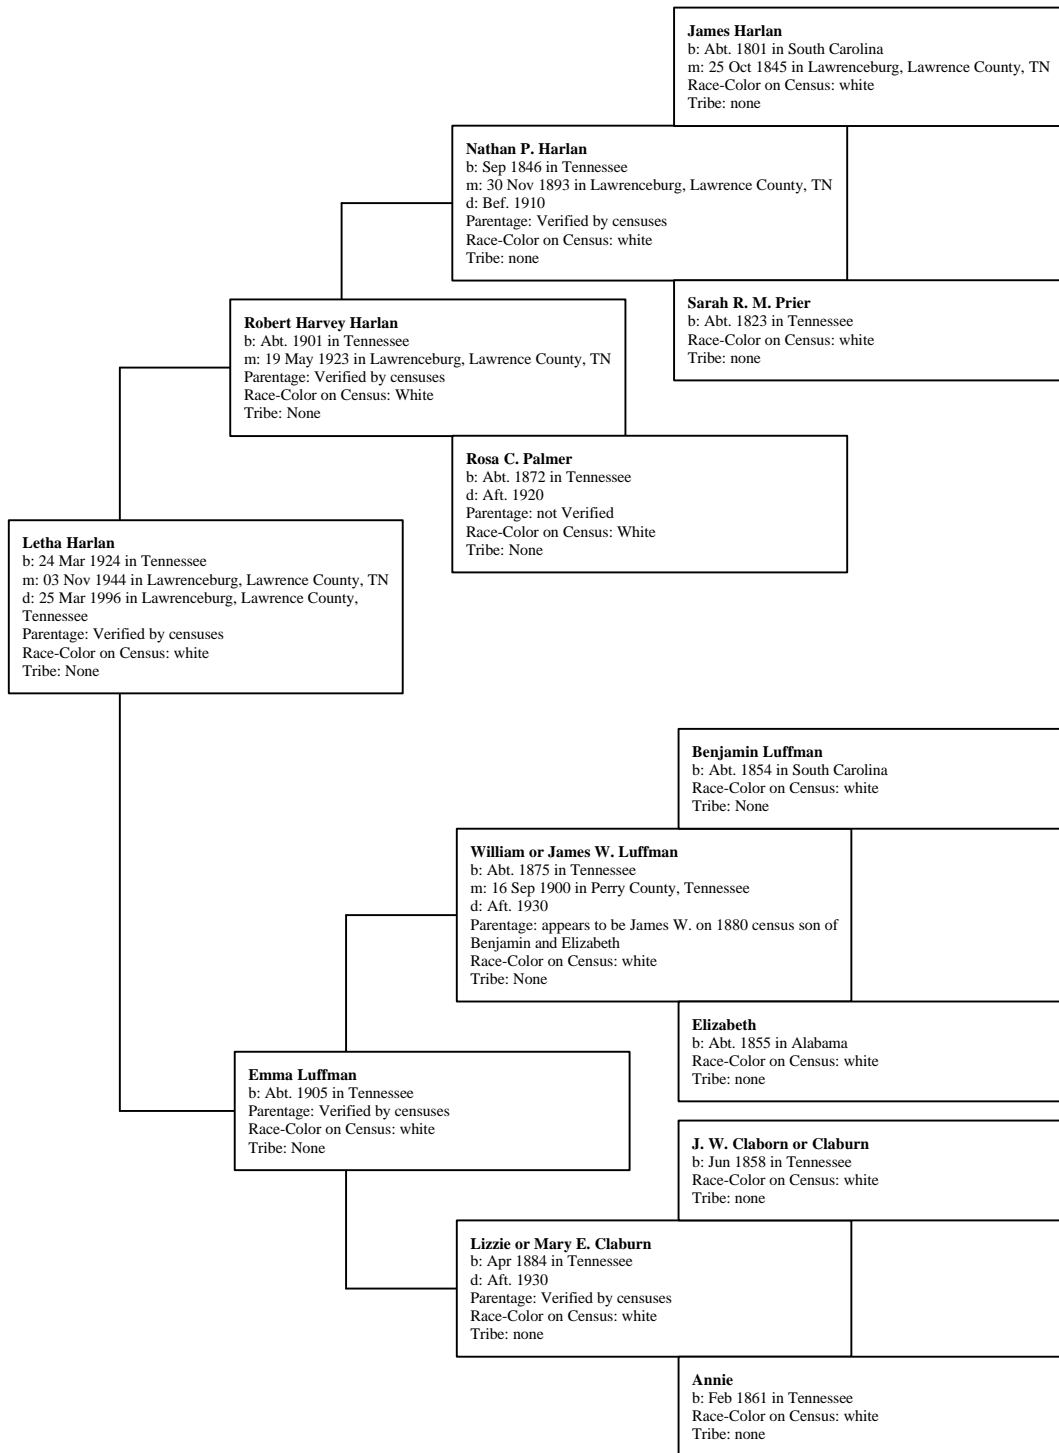 James Harlan
b: Abt. 1801 in South Carolina
m: 25 Oct 1845 in Lawrenceburg, Lawrence County, TN
Race-Color on Census: white
Tribe: none
Nathan P. Harlan
b: Sep 1846 in Tennessee
m: 30 Nov 1893 in Lawrenceburg, Lawrence County, TN
d: Bef. 1910
Parentage: Verified by censuses
Race-Color on Census: white
Tribe: none
Sarah R. M. Prier
b: Abt. 1823 in Tennessee
Race-Color on Census: white
Tribe: none
Robert Harvey Harlan
b: Abt. 1901 in Tennessee
m: 19 May 1923 in Lawrenceburg, Lawrence County, TN
Parentage: Verified by censuses
Race-Color on Census: White
Tribe: None
Rosa C. Palmer
b: Abt. 1872 in Tennessee
d: Aft. 1920
Parentage: not Verified
Race-Color on Census: White
Tribe: None
Letha Harlan
b: 24 Mar 1924 in Tennessee
m: 03 Nov 1944 in Lawrenceburg, Lawrence County, TN
d: 25 Mar 1996 in Lawrenceburg, Lawrence County,
Tennessee
Parentage: Verified by censuses
Race-Color on Census: white
Tribe: None
Benjamin Luffman
b: Abt. 1854 in South Carolina
Race-Color on Census: white
Tribe: None
William or James W. Luffman
b: Abt. 1875 in Tennessee
m: 16 Sep 1900 in Perry County, Tennessee
d: Aft. 1930
Parentage: appears to be James W. on 1880 census son of
Benjamin and Elizabeth
Race-Color on Census: white
Tribe: None
Elizabeth
b: Abt. 1855 in Alabama
Race-Color on Census: white
Tribe: none
Emma Luffman
b: Abt. 1905 in Tennessee
Parentage: Verified by censuses
Race-Color on Census: white
Tribe: None
J. W. Claborn or Claburn
b: Jun 1858 in Tennessee
Race-Color on Census: white
Tribe: none
Lizzie or Mary E. Claburn
b: Apr 1884 in Tennessee
d: Aft. 1930
Parentage: Verified by censuses
Race-Color on Census: white
Tribe: none
Annie
b: Feb 1861 in Tennessee
Race-Color on Census: white
Tribe: none